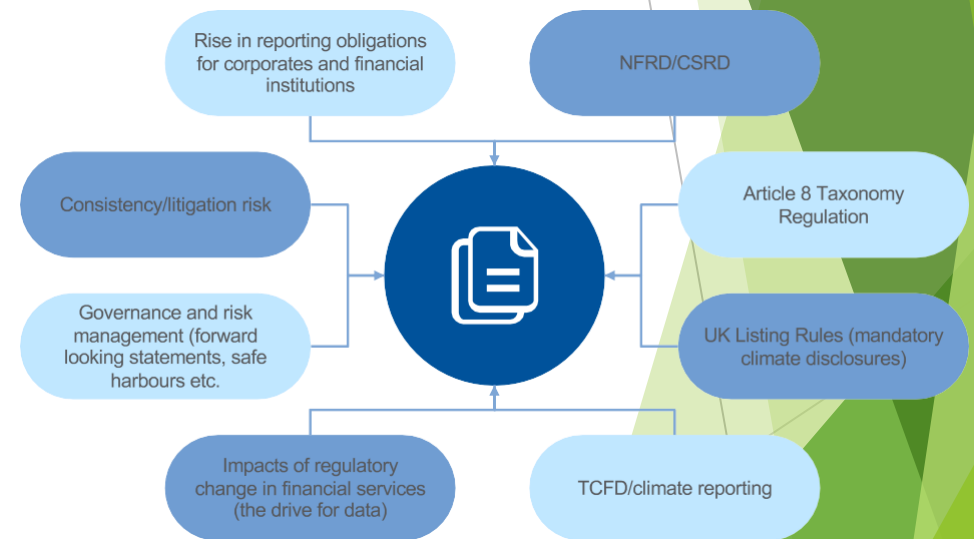 Rise in reporting obligations
for corporates and financial
institutions
NFRD/CSRD
Consistency/litigation risk
Article 8 Taxonomy
Regulation
Governance and risk
management (forward
looking statements, safe
harbours etc.
UK Listing Rules (mandatory
climate disclosures)
Impacts of regulatory
change in financial services
(the drive for data)
TCFD/climate reporting